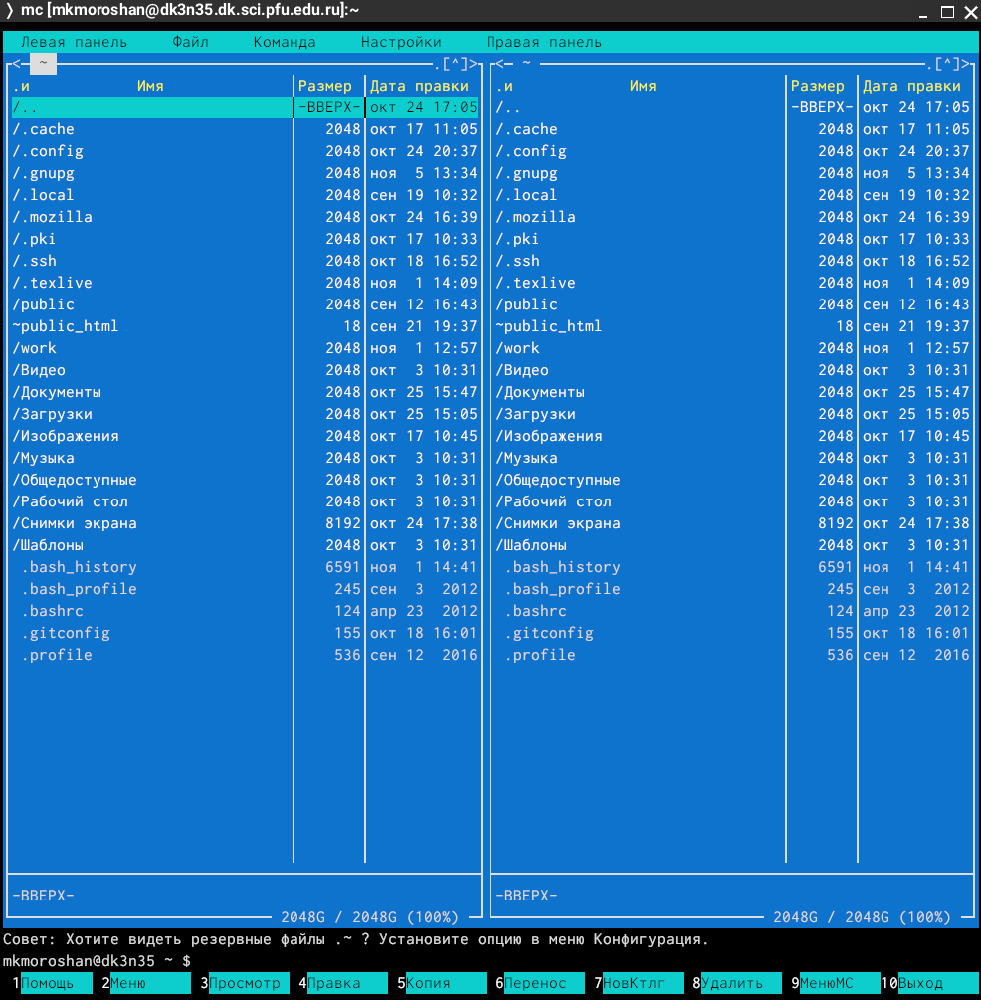 mc [mkmoroshan@dk3n35.dk.sci.pfu.edu.ru]:~
Левая панель Файл Команда Настройки Правая панель
<─ ~ .[^]> <─ ~ .[^]>
.и Имя Размер Дата правки .и Имя Размер Дата правки
/.. -ВВЕРХ- окт 24 17:05 /.. -ВВЕРХ- окт 24 17:05
/.cache 2048 окт 17 11:05 /.cache 2048 окт 17 11:05
/.config 2048 окт 24 20:37 /.config 2048 окт 24 20:37
/.gnupg 2048 ноя 5 13:34 /.gnupg 2048 ноя 5 13:34
/.local 2048 сен 19 10:32 /.local 2048 сен 19 10:32
/.mozilla 2048 окт 24 16:39 /.mozilla 2048 окт 24 16:39
/.pki 2048 окт 17 10:33 /.pki 2048 окт 17 10:33
/.ssh 2048 окт 18 16:52 /.ssh 2048 окт 18 16:52
/.texlive 2048 ноя 1 14:09 /.texlive 2048 ноя 1 14:09
/public 2048 сен 12 16:43 /public 2048 сен 12 16:43
~public_html 18 сен 21 19:37 ~public_html 18 сен 21 19:37
/work 2048 ноя 1 12:57 /work 2048 ноя 1 12:57
/Видео 2048 окт 3 10:31 /Видео 2048 окт 3 10:31
/Документы 2048 окт 25 15:47 /Документы 2048 окт 25 15:47
/Загрузки 2048 окт 25 15:05 /Загрузки 2048 окт 25 15:05
/Изображения 2048 окт 17 10:45 /Изображения 2048 окт 17 10:45
/Музыка 2048 окт 3 10:31 /Музыка 2048 окт 3 10:31
/Общедоступные 2048 окт 3 10:31 /Общедоступные 2048 окт 3 10:31
/Рабочий стол 2048 окт 3 10:31 /Рабочий стол 2048 окт 3 10:31
/Снимки экрана 8192 окт 24 17:38 /Снимки экрана 8192 окт 24 17:38
/Шаблоны 2048 окт 3 10:31 /Шаблоны 2048 окт 3 10:31
.bash_history 6591 ноя 1 14:41 .bash_history 6591 ноя 1 14:41
.bash_profile 245 сен 3 2012 .bash_profile 245 сен 3 2012
.bashrc 124 апр 23 2012 .bashrc 124 апр 23 2012
.gitconfig 155 окт 18 16:01 .gitconfig 155 окт 18 16:01
.profile 536 сен 12 2016 .profile 536 сен 12 2016
-ВВЕРХ- -ВВЕРХ-
2048G / 2048G (100%) 2048G / 2048G (100%)
Совет: Хотите видеть резервные файлы .~ ? Установите опцию в меню Конфигурация.
mkmoroshan@dk3n35 ~ $
1Помощь 2Меню 3Просмотр 4Правка 5Копия 6Перенос 7НовКтлг 8Удалить 9МенюMC 10Выход